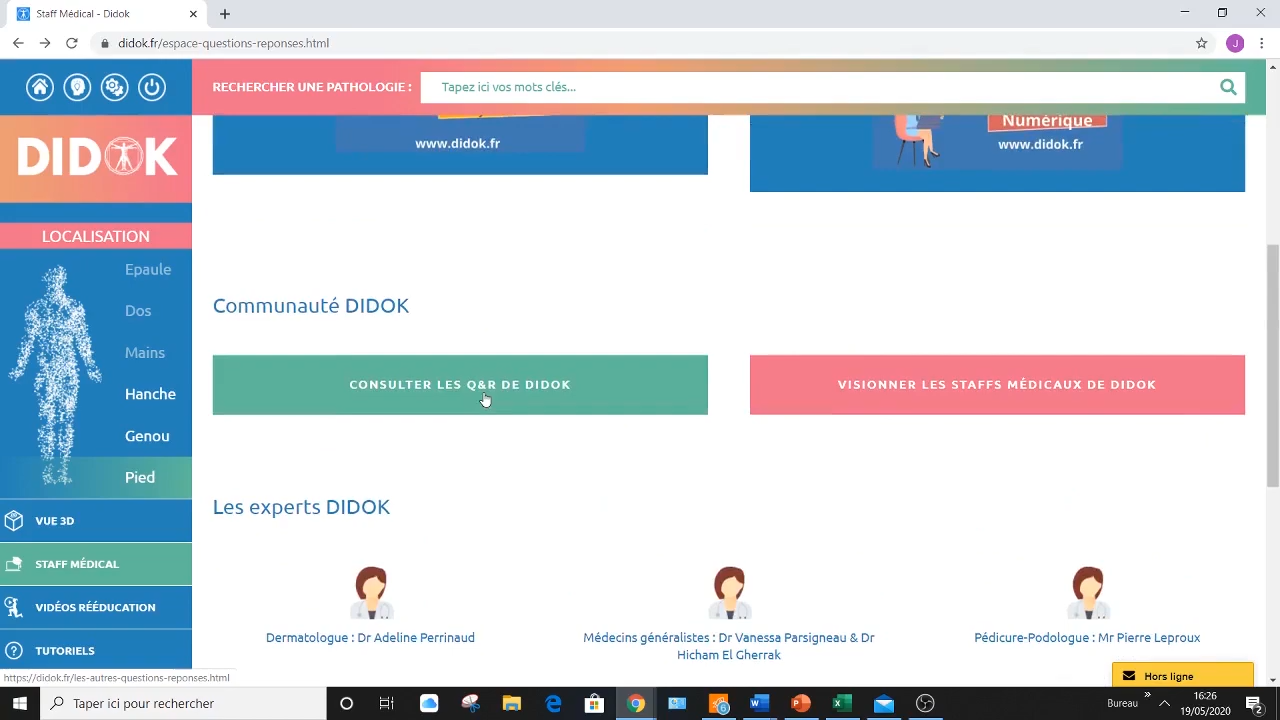 Staff Médical - Didok.fr
didok.fr/espace-questions-reponses.html
J
RECHERCHER UNE PATHOLOGIE :
Tapez ici vos mots clés...
DIDOK
LOCALISATION
Epaule
Dos
Mains
Hanche
Genou
Pied
VUE 3D
STAFF MÉDICAL
VIDÉOS RÉÉDUCATION
TUTORIELS
www.didok.fr
Numérique
www.didok.fr
Communauté DIDOK
CONSULTER LES Q&R DE DIDOK
VISIONNER LES STAFFS MÉDICAUX DE DIDOK
Les experts DIDOK
Dermatologue : Dr Adeline Perrinaud
Médecins généralistes : Dr Vanessa Parsigneau & Dr
Hicham El Gherrak
Pédicure-Podologue : Mr Pierre Leproux
Hors ligne
https://didok.fr/les-autres-questions-reponses.html
Taper ici pour rechercher
Bureau
16:26
19/05/2020
2